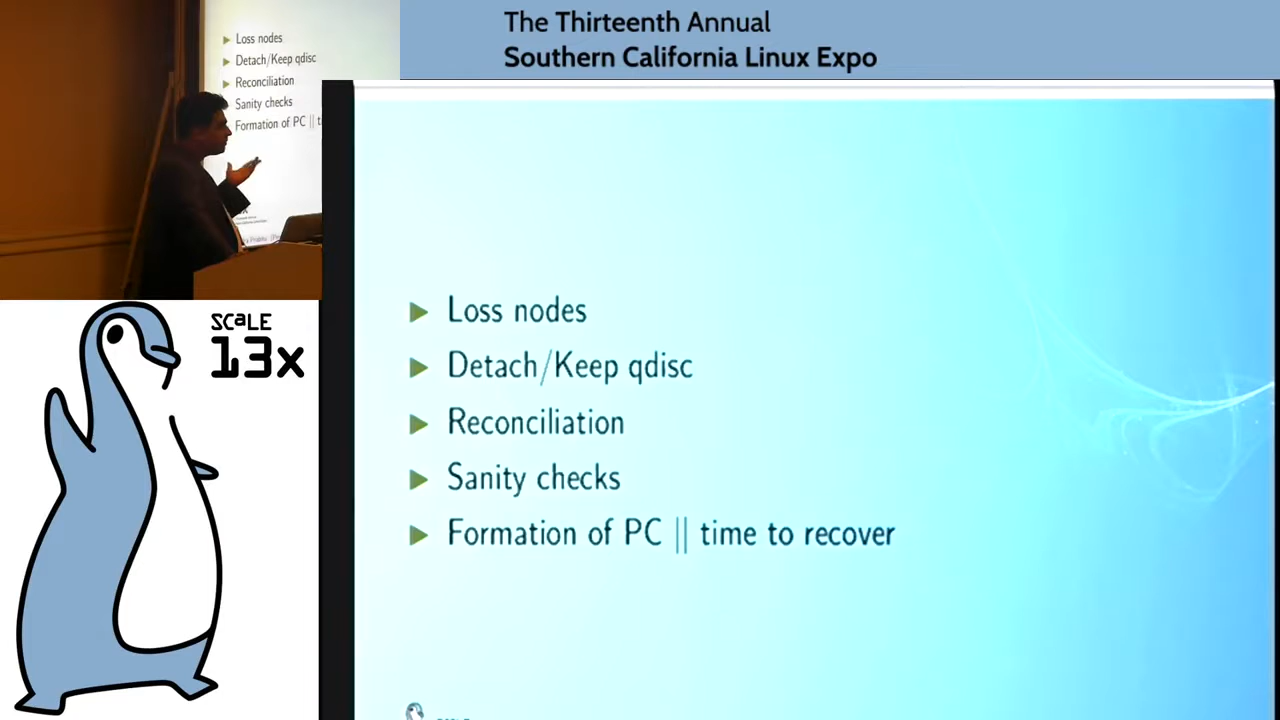 The Thirteenth Annual
Southern California Linux Expo
Loss nodes
Detach/Keep qdisc
Reconciliation
Sanity checks
Formation of PC || t
SCaLE
13x
Loss nodes
Detach/Keep qdisc
Reconciliation
Sanity checks
Formation of PC || time to recover